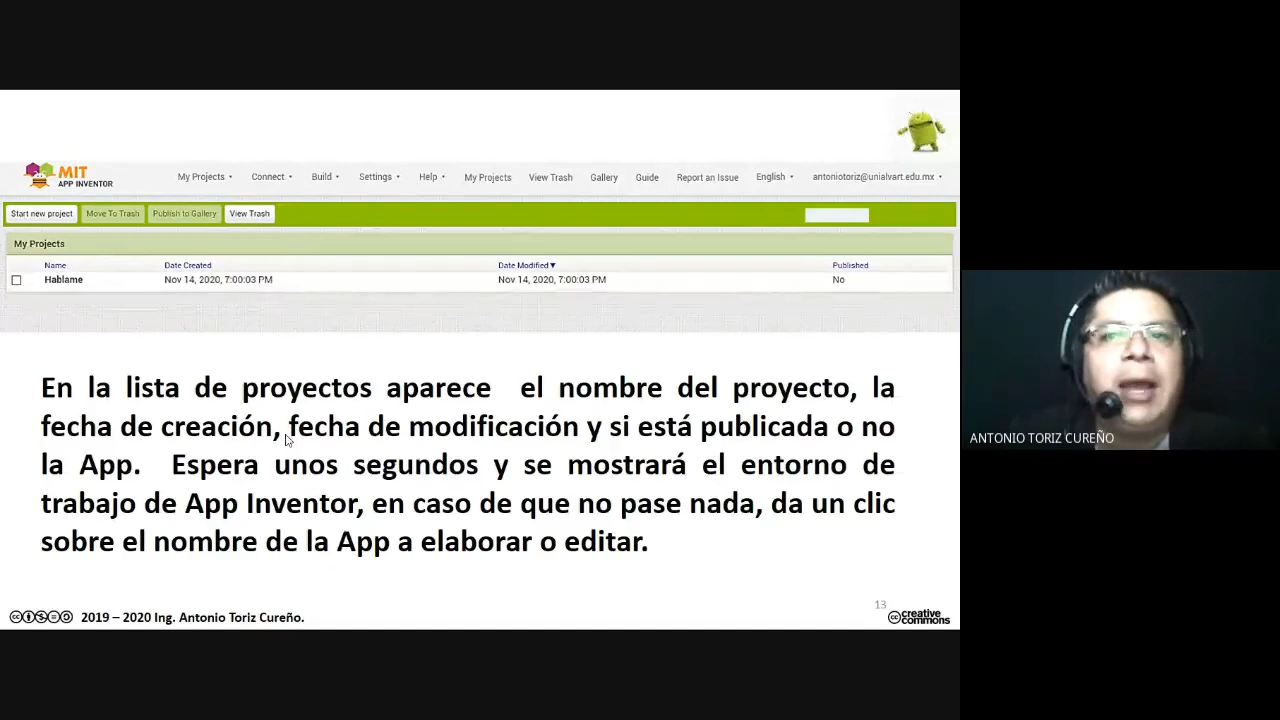 MIT
APP INVENTOR
My Projects Connect Build Settings Help My Projects View Trash Gallery Guide Report an Issue English antoniotoriz@unialvart.edu.mx
Start new project Move To Trash Publish to Gallery View Trash
My Projects
Name Date Created Date Modified Published
Hablame Nov 14, 2020, 7:00:03 PM Nov 14, 2020, 7:00:03 PM No
En la lista de proyectos aparece el nombre del proyecto, la
fecha de creación, fecha de modificación y si está publicada o no
la App. Espera unos segundos y se mostrará el entorno de
trabajo de App Inventor, en caso de que no pase nada, da un clic
sobre el nombre de la App a elaborar o editar.
2019 – 2020 Ing. Antonio Toriz Cureño.
13
cc creative
commons
ANTONIO TORIZ CUREÑO